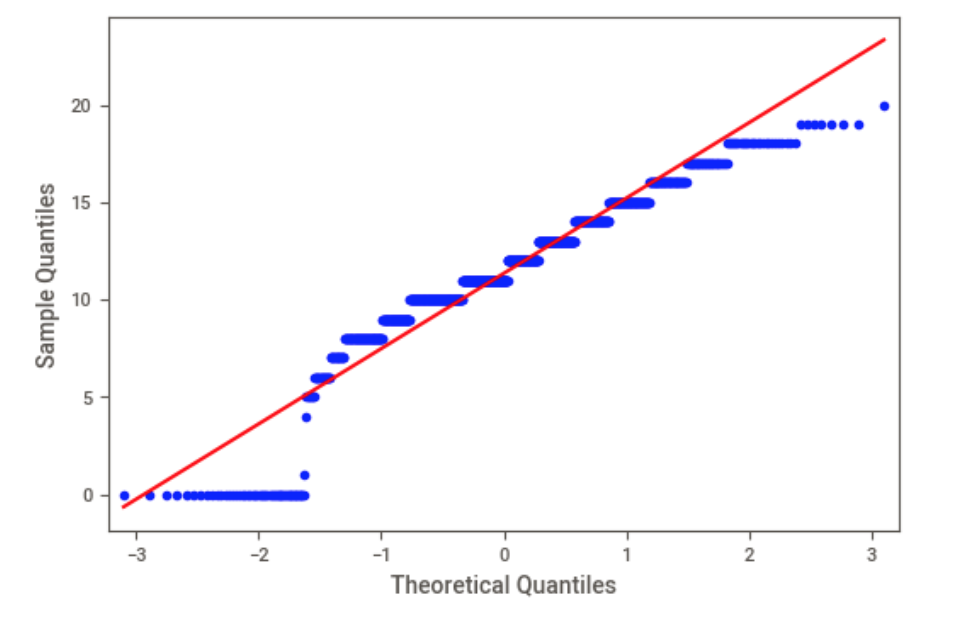 Sample Quantiles
20
15
10
5
0
−3 −2 −1 0 1 2 3
Theoretical Quantiles